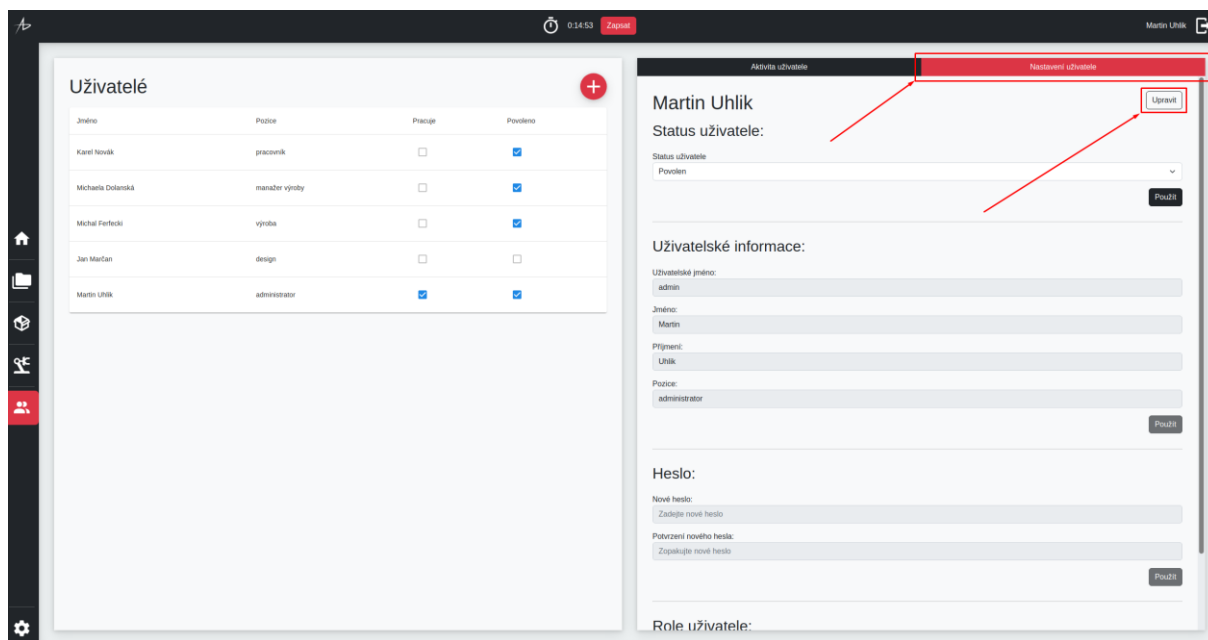 0:14:53 Zapsat
Martin Uhlik
Uživatelé
Jméno Pozice Pracuje Povoleno
Karel Novák pracovník
Michaela Dolanská manažer výroby
Michal Ferfecki výroba
Jan Marčan design
Martin Uhlik administrator
Aktivita uživatele Nastavení uživatele
Martin Uhlik Upravit
Status uživatele:
Status uživatele
Povolen
Použít
Uživatelské informace:
Uživatelské jméno:
admin
Jméno:
Martin
Příjmení:
Uhlik
Pozice:
administrator
Použít
Heslo:
Nové heslo:
Zadejte nové heslo
Potvrzení nového hesla:
Zopakujte nové heslo
Použít
Role uživatele: